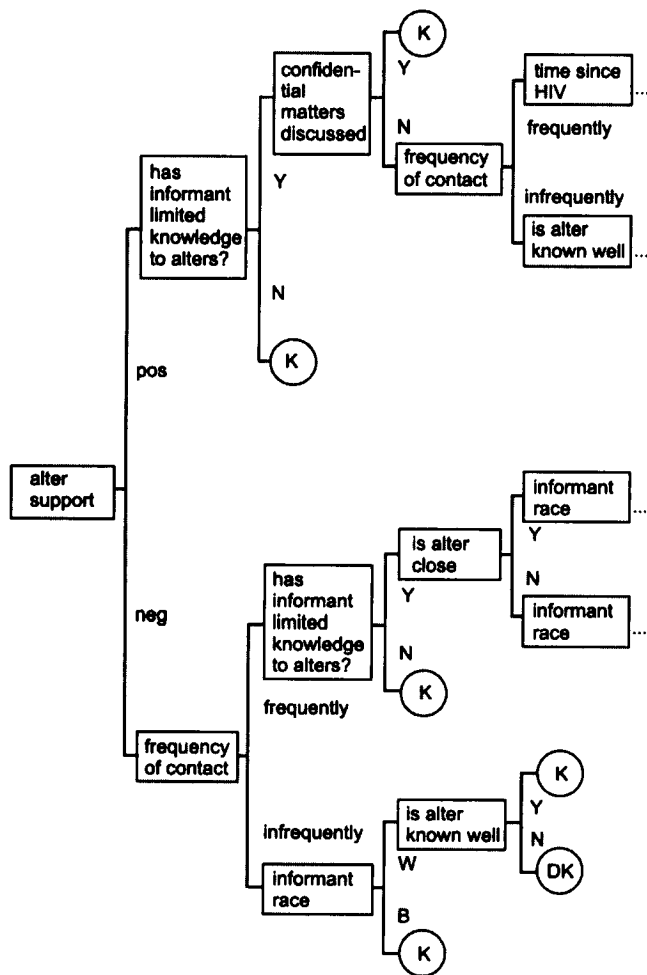 K
Y
confiden-
tial
matters
discussed
time since
HIV
....
N
frequently
frequency
of contact
has
informant
limited
knowledge
to alters?
Y
infrequently
is alter
known well
....
N
K
pos
alter
support
informant
race
....
is alter
close
Y
has
informant
limited
knowledge
to alters?
Y
N
neg
informant
race
....
N
K
frequently
frequency
of contact
K
Y
infrequently
is alter
known well
N
W
DK
informant
race
B
K